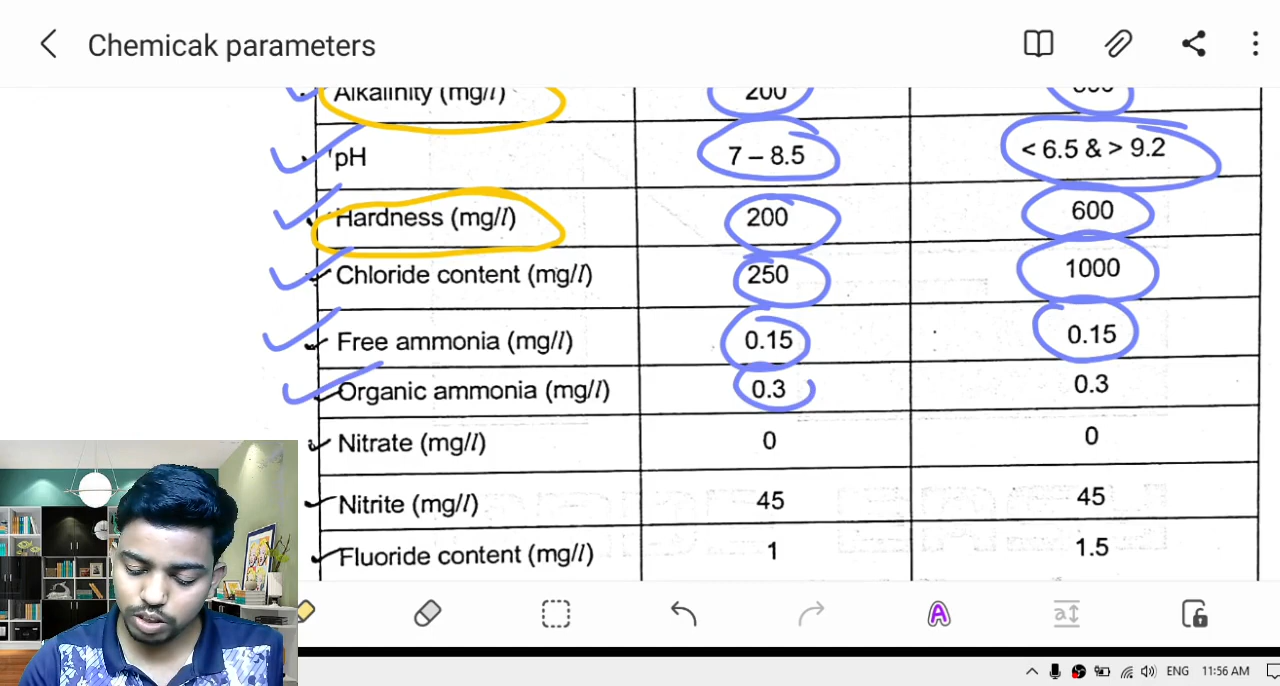 Chemicak parameters
Alkalinity (mg/l) 200
pH 7 – 8.5 < 6.5 & > 9.2
Hardness (mg/l) 200 600
Chloride content (mg/l) 250 1000
Free ammonia (mg/l) 0.15 0.15
Organic ammonia (mg/l) 0.3 0.3
Nitrate (mg/l) 0 0
Nitrite (mg/l) 45 45
Fluoride content (mg/l) 1 1.5
A a
ENG 11:56 AM